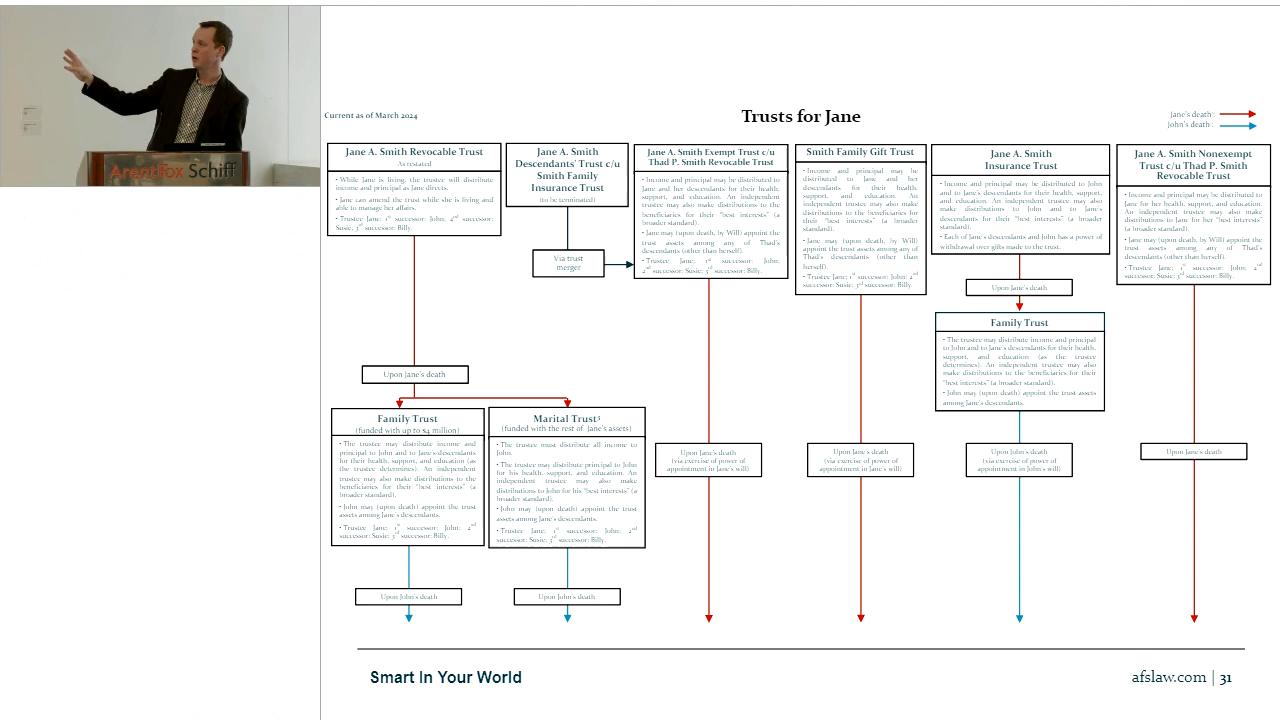 ArentFox Schiff
Current as of March 2024
Trusts for Jane
Jane's death:
John's death:
Jane A. Smith Revocable Trust
As restated
• While Jane is living, the trustee will distribute
income and principal as Jane directs.
• Jane can amend the trust while she is living and
able to manage her affairs.
• Trustee Jane; 1st successor: John; 2nd successor:
Susie; 3rd successor: Billy.
Jane A. Smith
Descendants' Trust c/u
Smith Family
Insurance Trust
(to be terminated)
Via trust
merger
Jane A. Smith Exempt Trust c/u
Thad P. Smith Revocable Trust
• Income and principal may be distributed to
Jane and her descendants for their health,
support, and education. An independent
trustee may also make distributions to the
beneficiaries for their "best interests" (a
broader standard).
• Jane may (upon death, by Will) appoint the
trust assets among any of Thad's
descendants (other than herself).
• Trustee Jane; 1st successor: John;
2nd successor: Susie; 3rd successor: Billy.
Smith Family Gift Trust
• Income and principal may be
distributed to Jane and her
descendants for their health,
support, and education. An
independent trustee may also make
distributions to the beneficiaries for
their "best interests" (a broader
standard).
• Jane may (upon death, by Will)
appoint the trust assets among any of
Thad's descendants (other than
herself).
• Trustee Jane; 1st successor: John; 2nd
successor: Susie; 3rd successor: Billy.
Jane A. Smith
Insurance Trust
• Income and principal may be distributed to John
and to Jane's descendants for their health, support,
and education. An independent trustee may also
make distributions to John and to Jane's
descendants for their "best interests" (a broader
standard).
• Each of Jane's descendants and John has a power of
withdrawal over gifts made to the trust.
Upon Jane's death
Family Trust
• The trustee may distribute income and principal
to John and to Jane's descendants for their health,
support, and education (as the trustee
determines). An independent trustee may also
make distributions to the beneficiaries for their
"best interests" (a broader standard).
• John may (upon death) appoint the trust assets
among Jane's descendants.
Jane A. Smith Nonexempt
Trust c/u Thad P. Smith
Revocable Trust
• Income and principal may be distributed to
Jane for her health, support, and education.
An independent trustee may also make
distributions to Jane for her "best interests"
(a broader standard).
• Jane may (upon death, by Will) appoint the
trust assets among any of Thad's
descendants (other than herself).
• Trustee Jane; 1st successor: John; 2nd
successor: Susie; 3rd successor: Billy.
Upon Jane's death
Family Trust
(funded with up to $4 million)
• The trustee may distribute income and
principal to John and to Jane's descendants
for their health, support, and education (as
the trustee determines). An independent
trustee may also make distributions to the
beneficiaries for their "best interests" (a
broader standard).
• John may (upon death) appoint the trust
assets among Jane's descendants.
• Trustee Jane; 1st successor: John; 2nd
successor: Susie; 3rd successor: Billy.
Marital Trust³
(funded with the rest of Jane's assets)
• The trustee must distribute all income to
John.
• The trustee may distribute principal to John
for his health, support, and education. An
independent trustee may also make
distributions to John for his "best interests" (a
broader standard).
• John may (upon death) appoint the trust
assets among Jane's descendants.
• Trustee Jane; 1st successor: John; 2nd
successor: Susie; 3rd successor: Billy.
Upon Jane's death
(via exercise of power of
appointment in Jane's will)
Upon Jane's death
(via exercise of power of
appointment in Jane's will)
Upon John's death
(via exercise of power of
appointment in John's will)
Upon Jane's death
Upon John's death
Upon John's death
Smart In Your World
afslaw.com | 31